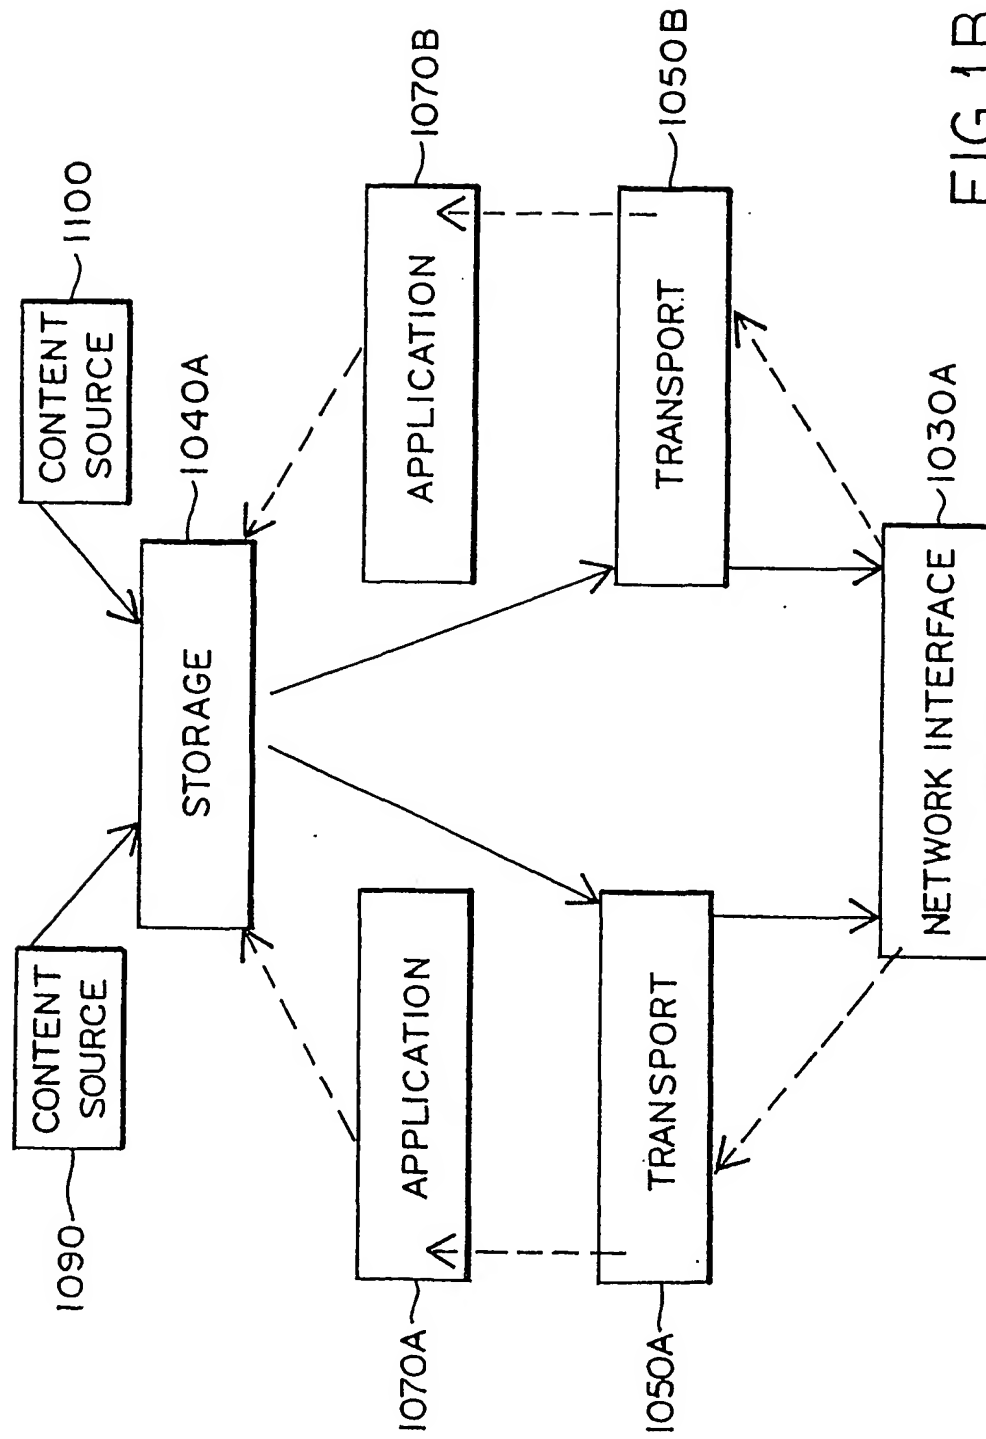 1090
CONTENT
SOURCE
CONTENT
SOURCE
1100
STORAGE
1040A
1070A
APPLICATION
APPLICATION
1070B
1050A
TRANSPORT
TRANSPORT
1050B
NETWORK INTERFACE
1030A
FIG. 1B